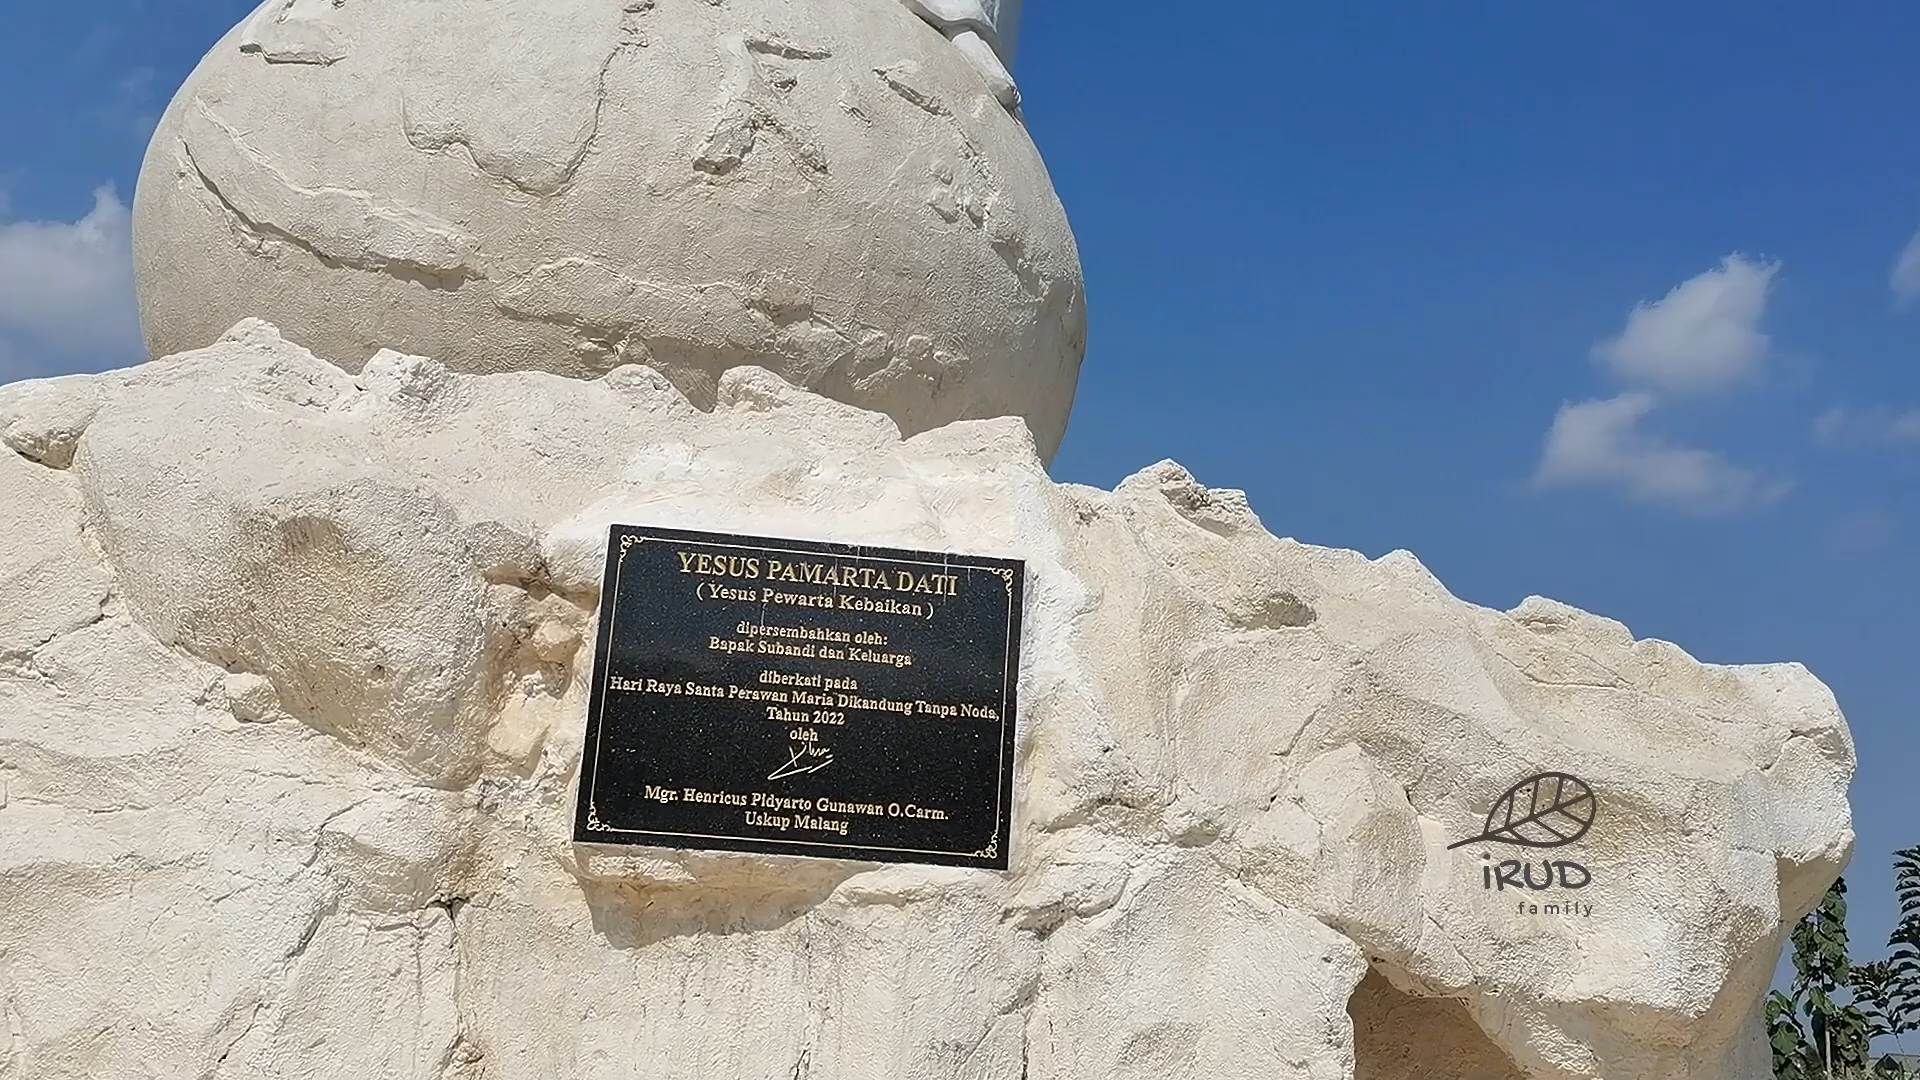 YESUS PAMARTA DATI
( Yesus Pewarta Kebaikan )
dipersembahkan oleh:
Bapak Subandi dan Keluarga
diberkati pada
Hari Raya Santa Perawan Maria Dikandung Tanpa Noda,
Tahun 2022
oleh
Mgr. Henricus Pidyarto Gunawan O.Carm.
Uskup Malang
iRUD
family